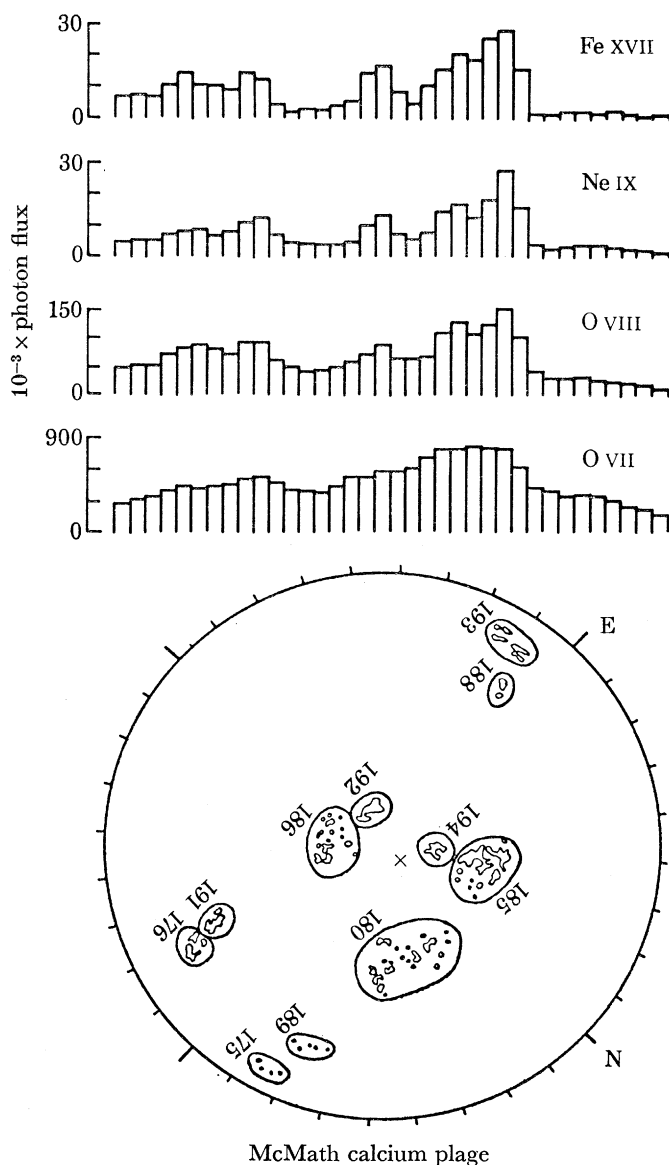 30
0
Fe XVII
30
0
Ne IX
150
0
O VIII
900
0
O VII
10⁻³ × photon flux
E
193
188
192
186
194
185
180
191
176
189
175
×
N
McMath calcium plage